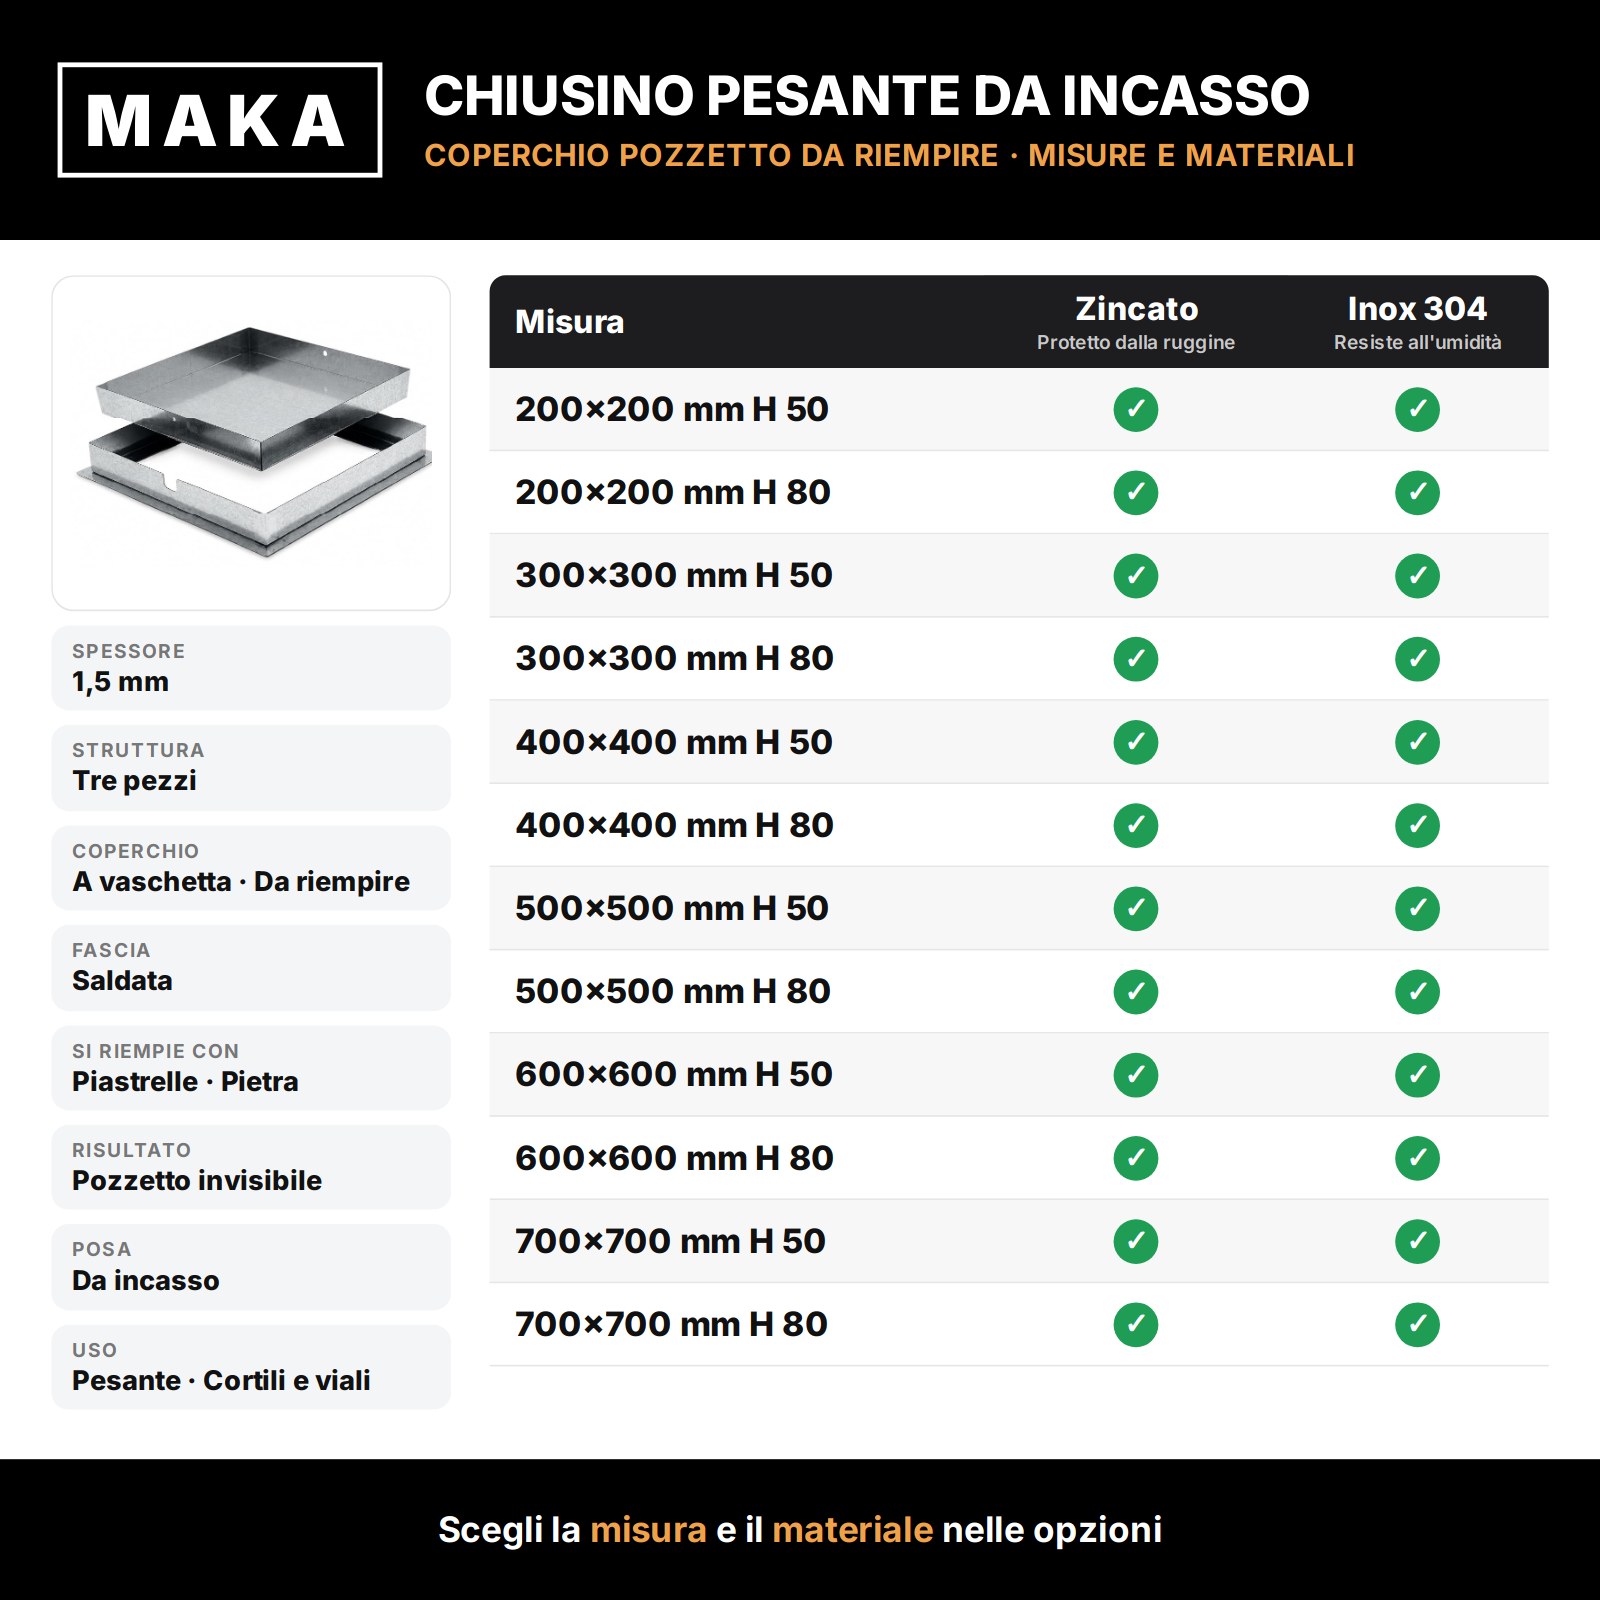 MAKA
CHIUSINO PESANTE DA INCASSO
COPERCHIO POZZETTO DA RIEMPIRE · MISURE E MATERIALI
SPESSORE
1,5 mm
STRUTTURA
Tre pezzi
COPERCHIO
A vaschetta · Da riempire
FASCIA
Saldata
SI RIEMPIE CON
Piastrelle · Pietra
RISULTATO
Pozzetto invisibile
POSA
Da incasso
USO
Pesante · Cortili e viali
Misura Zincato Inox 304
Protetto dalla ruggine Resiste all'umidità
200×200 mm H 50 ✓ ✓
200×200 mm H 80 ✓ ✓
300×300 mm H 50 ✓ ✓
300×300 mm H 80 ✓ ✓
400×400 mm H 50 ✓ ✓
400×400 mm H 80 ✓ ✓
500×500 mm H 50 ✓ ✓
500×500 mm H 80 ✓ ✓
600×600 mm H 50 ✓ ✓
600×600 mm H 80 ✓ ✓
700×700 mm H 50 ✓ ✓
700×700 mm H 80 ✓ ✓
Scegli la misura e il materiale nelle opzioni